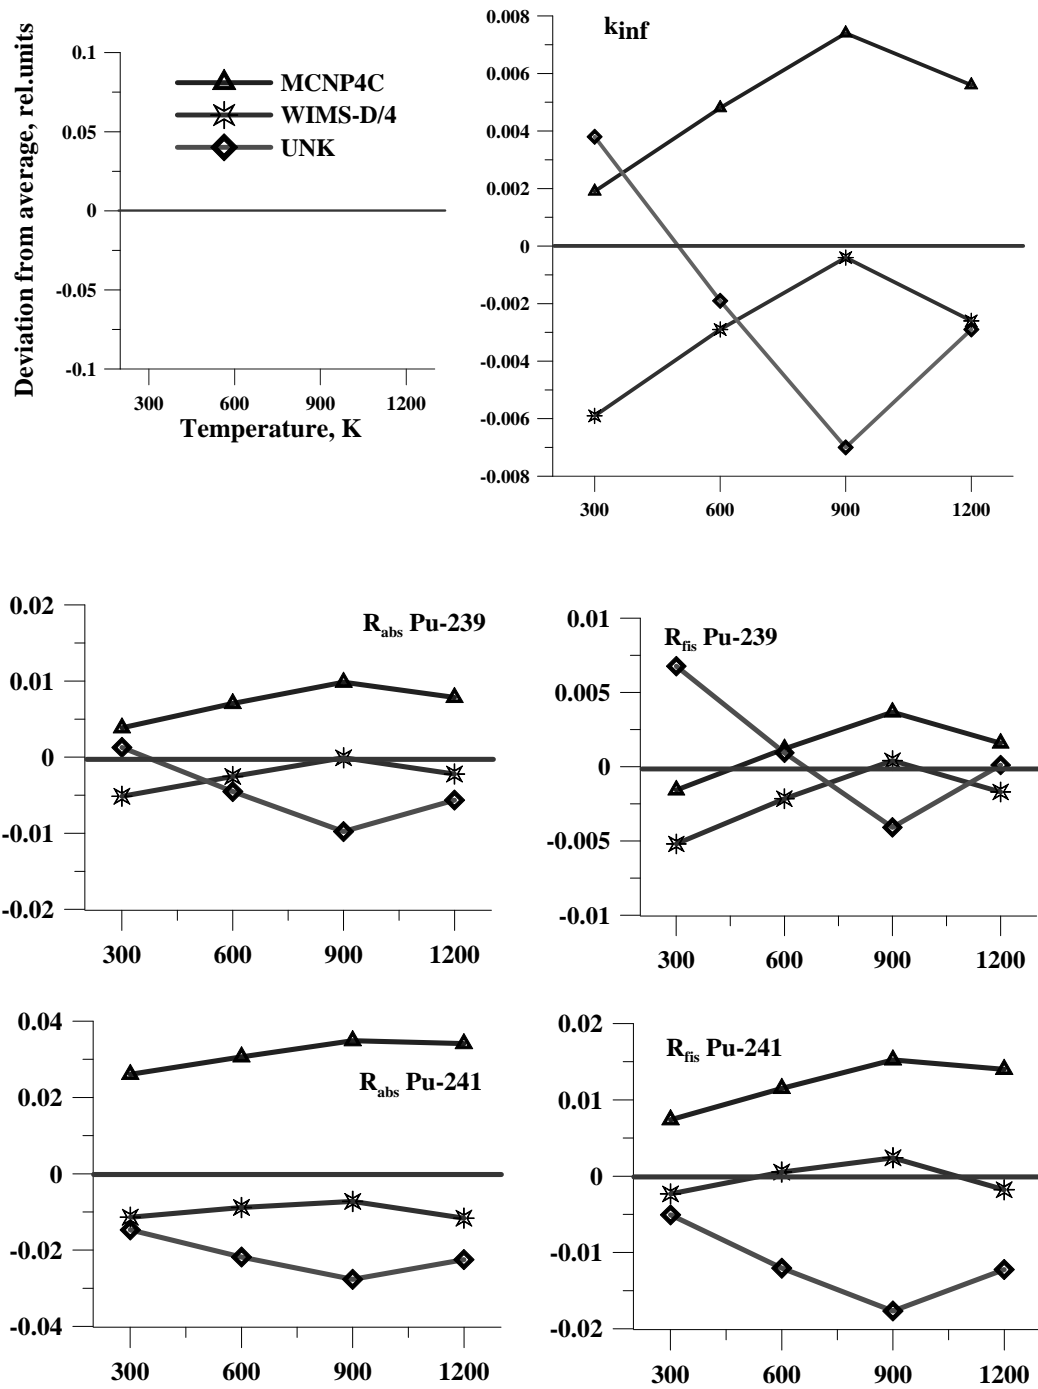 Deviation from average, rel.units
0.1
0.05
0
-0.05
-0.1
MCNP4C
WIMS-D/4
UNK
300 600 900 1200
Temperature, K
kinf
0.008
0.006
0.004
0.002
0
-0.002
-0.004
-0.006
-0.008
300 600 900 1200
Rabs Pu-239
0.02
0.01
0
-0.01
-0.02
300 600 900 1200
Rfis Pu-239
0.01
0.005
0
-0.005
-0.01
300 600 900 1200
Rabs Pu-241
0.04
0.02
0
-0.02
-0.04
300 600 900 1200
Rfis Pu-241
0.02
0.01
0
-0.01
-0.02
300 600 900 1200